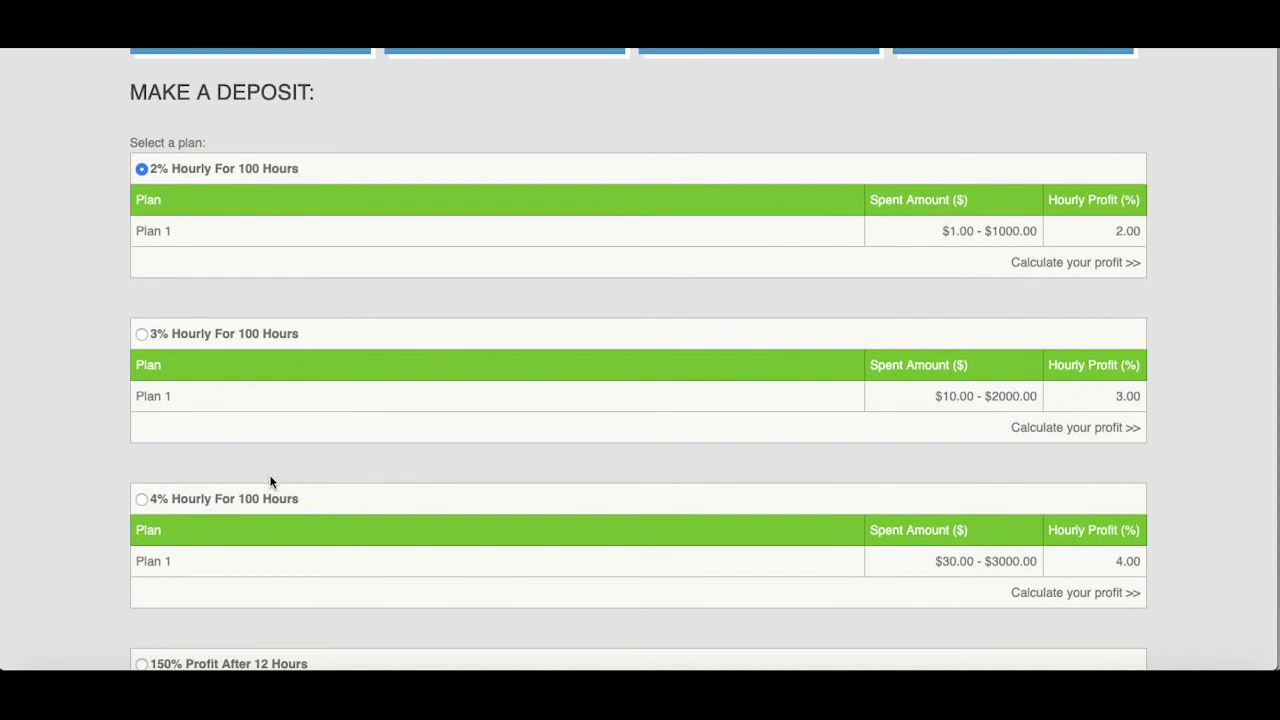 MAKE A DEPOSIT:
Select a plan:
2% Hourly For 100 Hours
Plan Spent Amount ($) Hourly Profit (%)
Plan 1 $1.00 - $1000.00 2.00
Calculate your profit >>
3% Hourly For 100 Hours
Plan Spent Amount ($) Hourly Profit (%)
Plan 1 $10.00 - $2000.00 3.00
Calculate your profit >>
4% Hourly For 100 Hours
Plan Spent Amount ($) Hourly Profit (%)
Plan 1 $30.00 - $3000.00 4.00
Calculate your profit >>
150% Profit After 12 Hours